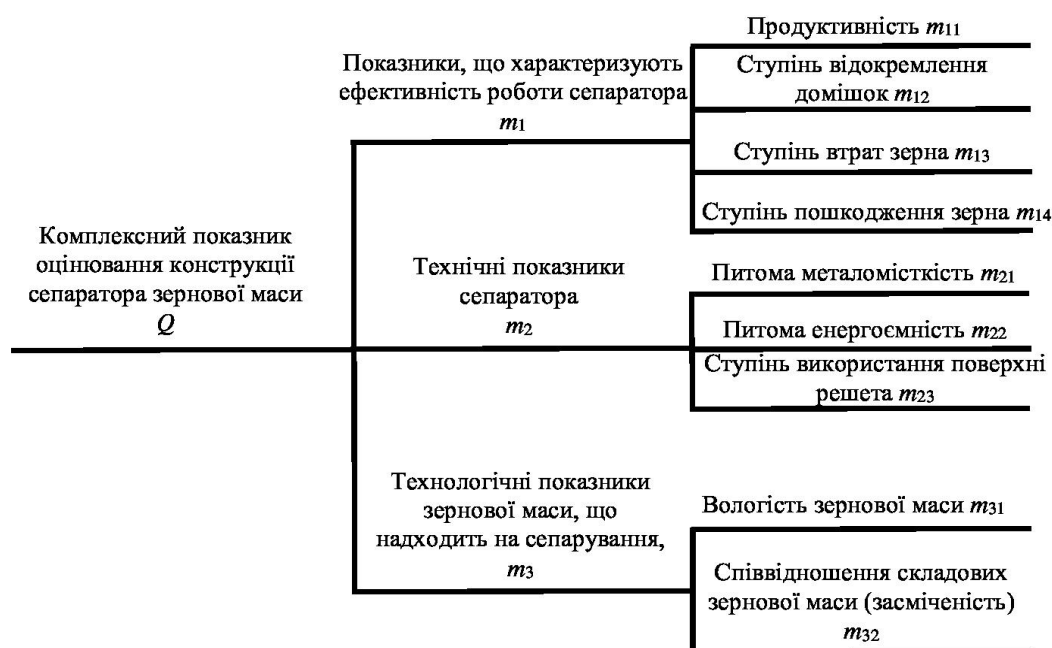 Комплексний показник
оцінювання конструкції
сепаратора зернової маси
Q
Показники, що характеризують
ефективність роботи сепаратора
m1
Продуктивність m11
Ступінь відокремлення
домішок m12
Ступінь втрат зерна m13
Ступінь пошкодження зерна m14
Технічні показники
сепаратора
m2
Питома металомісткість m21
Питома енергоємність m22
Ступінь використання поверхні
решета m23
Технологічні показники
зернової маси, що
надходить на сепарування,
m3
Вологість зернової маси m31
Співвідношення складових
зернової маси (засміченість)
m32